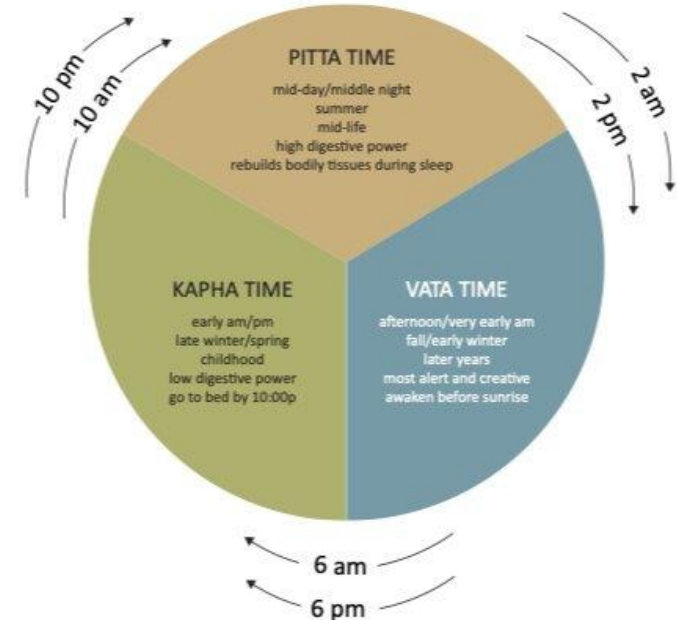 10 pm
10 am
2 am
2 pm
PITTA TIME
mid-day/middle night
summer
mid-life
high digestive power
rebuilds bodily tissues during sleep
KAPHA TIME
early am/pm
late winter/spring
childhood
low digestive power
go to bed by 10:00p
VATA TIME
afternoon/very early am
fall/early winter
later years
most alert and creative
awaken before sunrise
6 am
6 pm